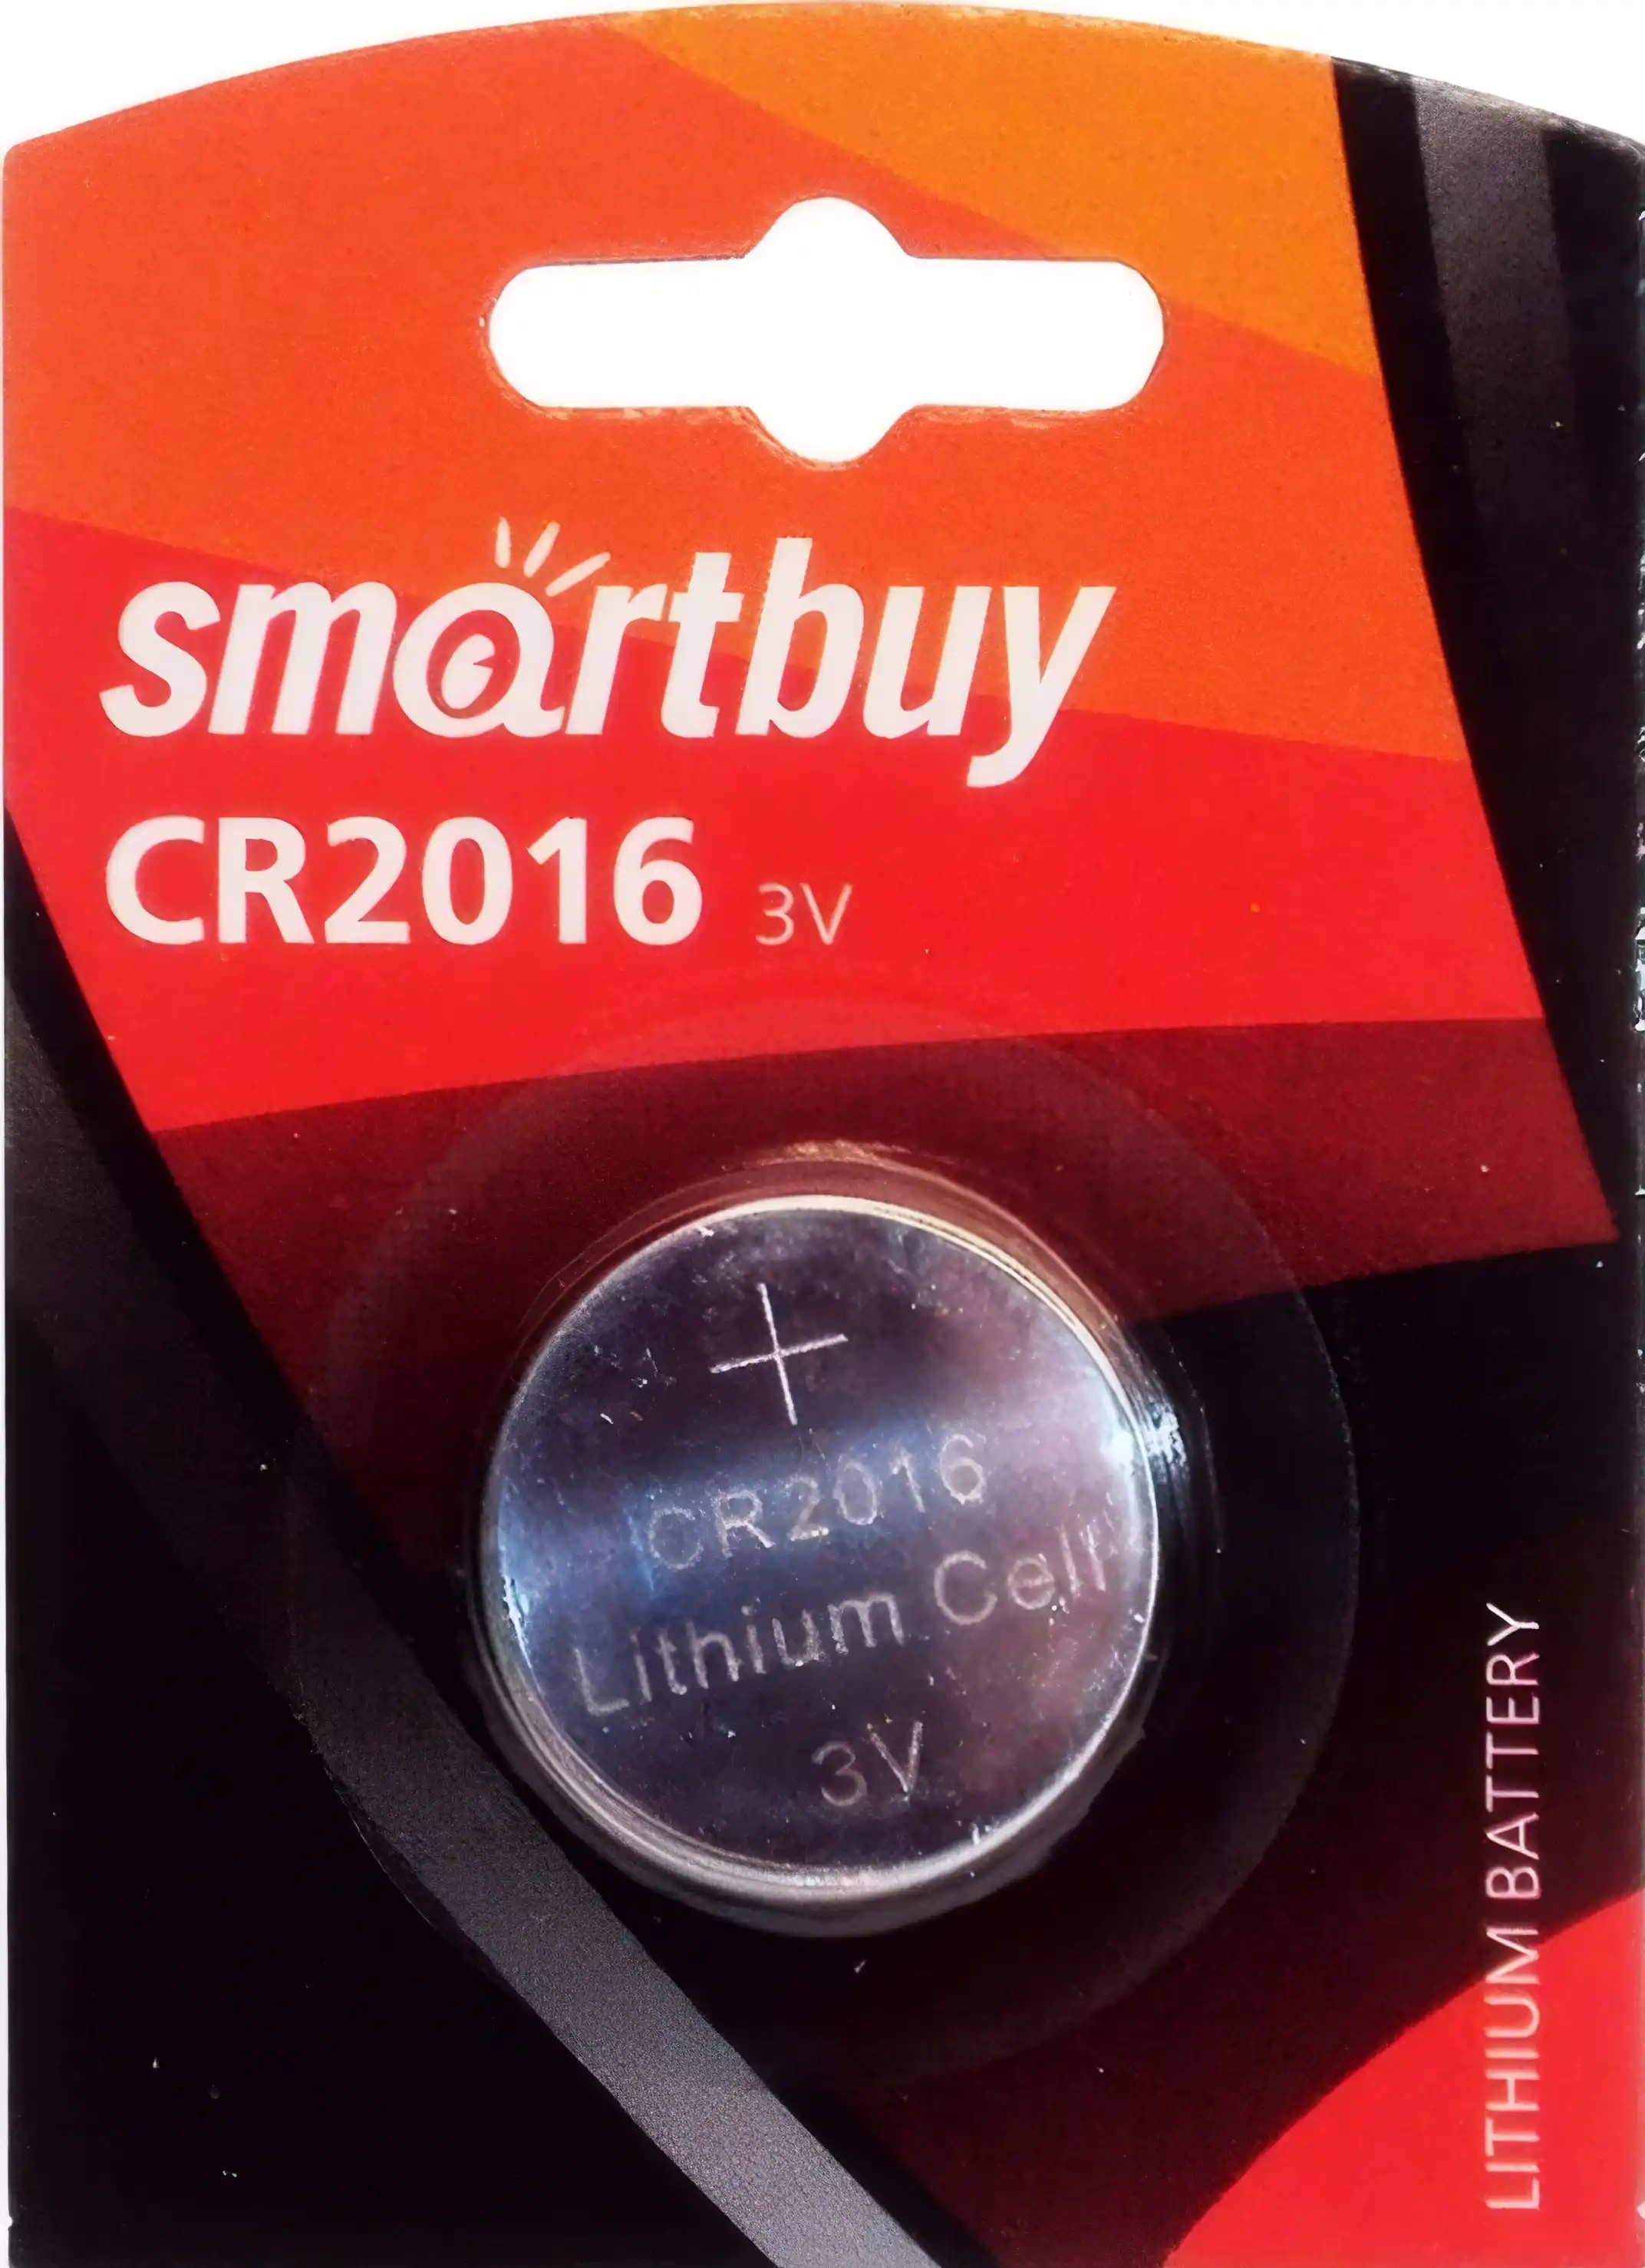 smartbuy
CR2016 3V
+
CR2016
Lithium Cell
3V
LITHIUM BATTERY